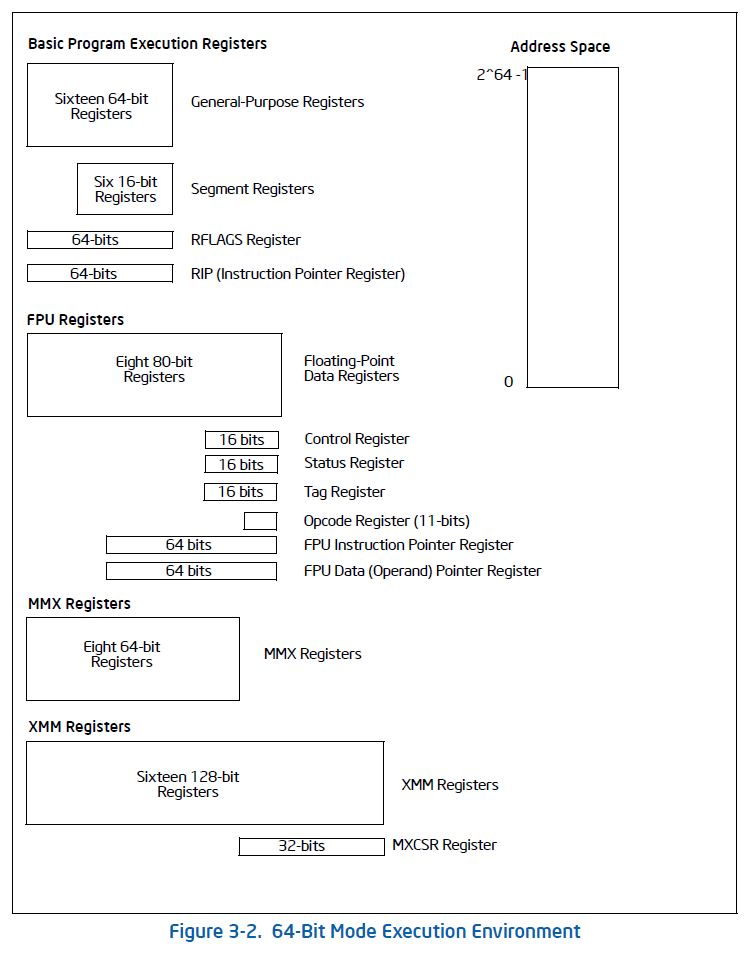 Basic Program Execution Registers
Address Space
2^64 -1
Sixteen 64-bit
Registers
General-Purpose Registers
Six 16-bit
Registers
Segment Registers
64-bits
RFLAGS Register
64-bits
RIP (Instruction Pointer Register)
FPU Registers
Eight 80-bit
Registers
Floating-Point
Data Registers
0
16 bits
Control Register
16 bits
Status Register
16 bits
Tag Register
Opcode Register (11-bits)
64 bits
FPU Instruction Pointer Register
64 bits
FPU Data (Operand) Pointer Register
MMX Registers
Eight 64-bit
Registers
MMX Registers
XMM Registers
Sixteen 128-bit
Registers
XMM Registers
32-bits
MXCSR Register
Figure 3-2. 64-Bit Mode Execution Environment